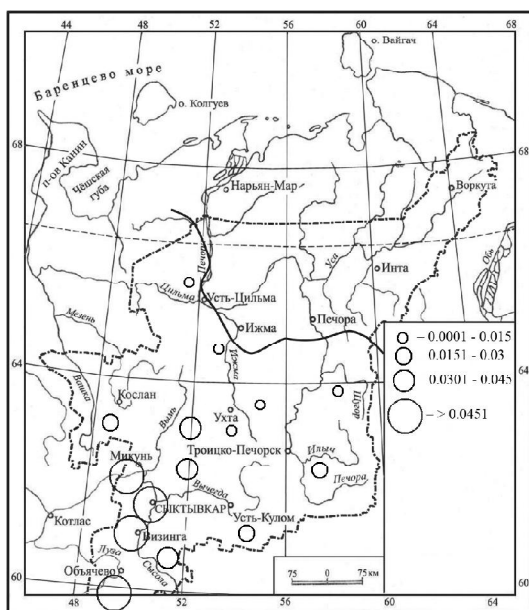 44 48 52 56 60 64 68
о. Вайгач
Баренцево море
о. Колгуев
68
68
п-ов Канин
Чёшская
губа
Нарьян-Мар
Воркута
Печора
Уса
Обь
Инта
Цильма
Усть-Цильма
Мезень
Ижма
Печора
– 0.0001 - 0.015
0.0151 - 0.03
0.0301 - 0.045
– > 0.0451
64
64
Ижма
Вашка
Кослан
Вымь
Ухта
Щугор
Троицко-Печорск
Илыч
Микунь
Печора
Вычегда
СЫКТЫВКАР
Усть-Кулом
Котлас
Визинга
Луза
Объячево
Сысола
75 0 75 км
60
60
48 52 56 60